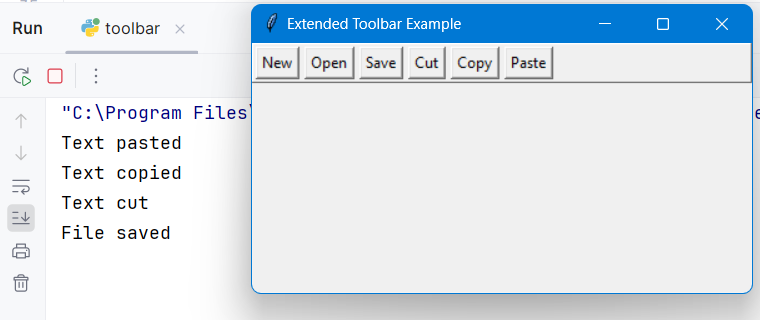 Run
toolbar
Extended Toolbar Example
New Open Save Cut Copy Paste
"C:\Program Files\
Text pasted
Text copied
Text cut
File saved